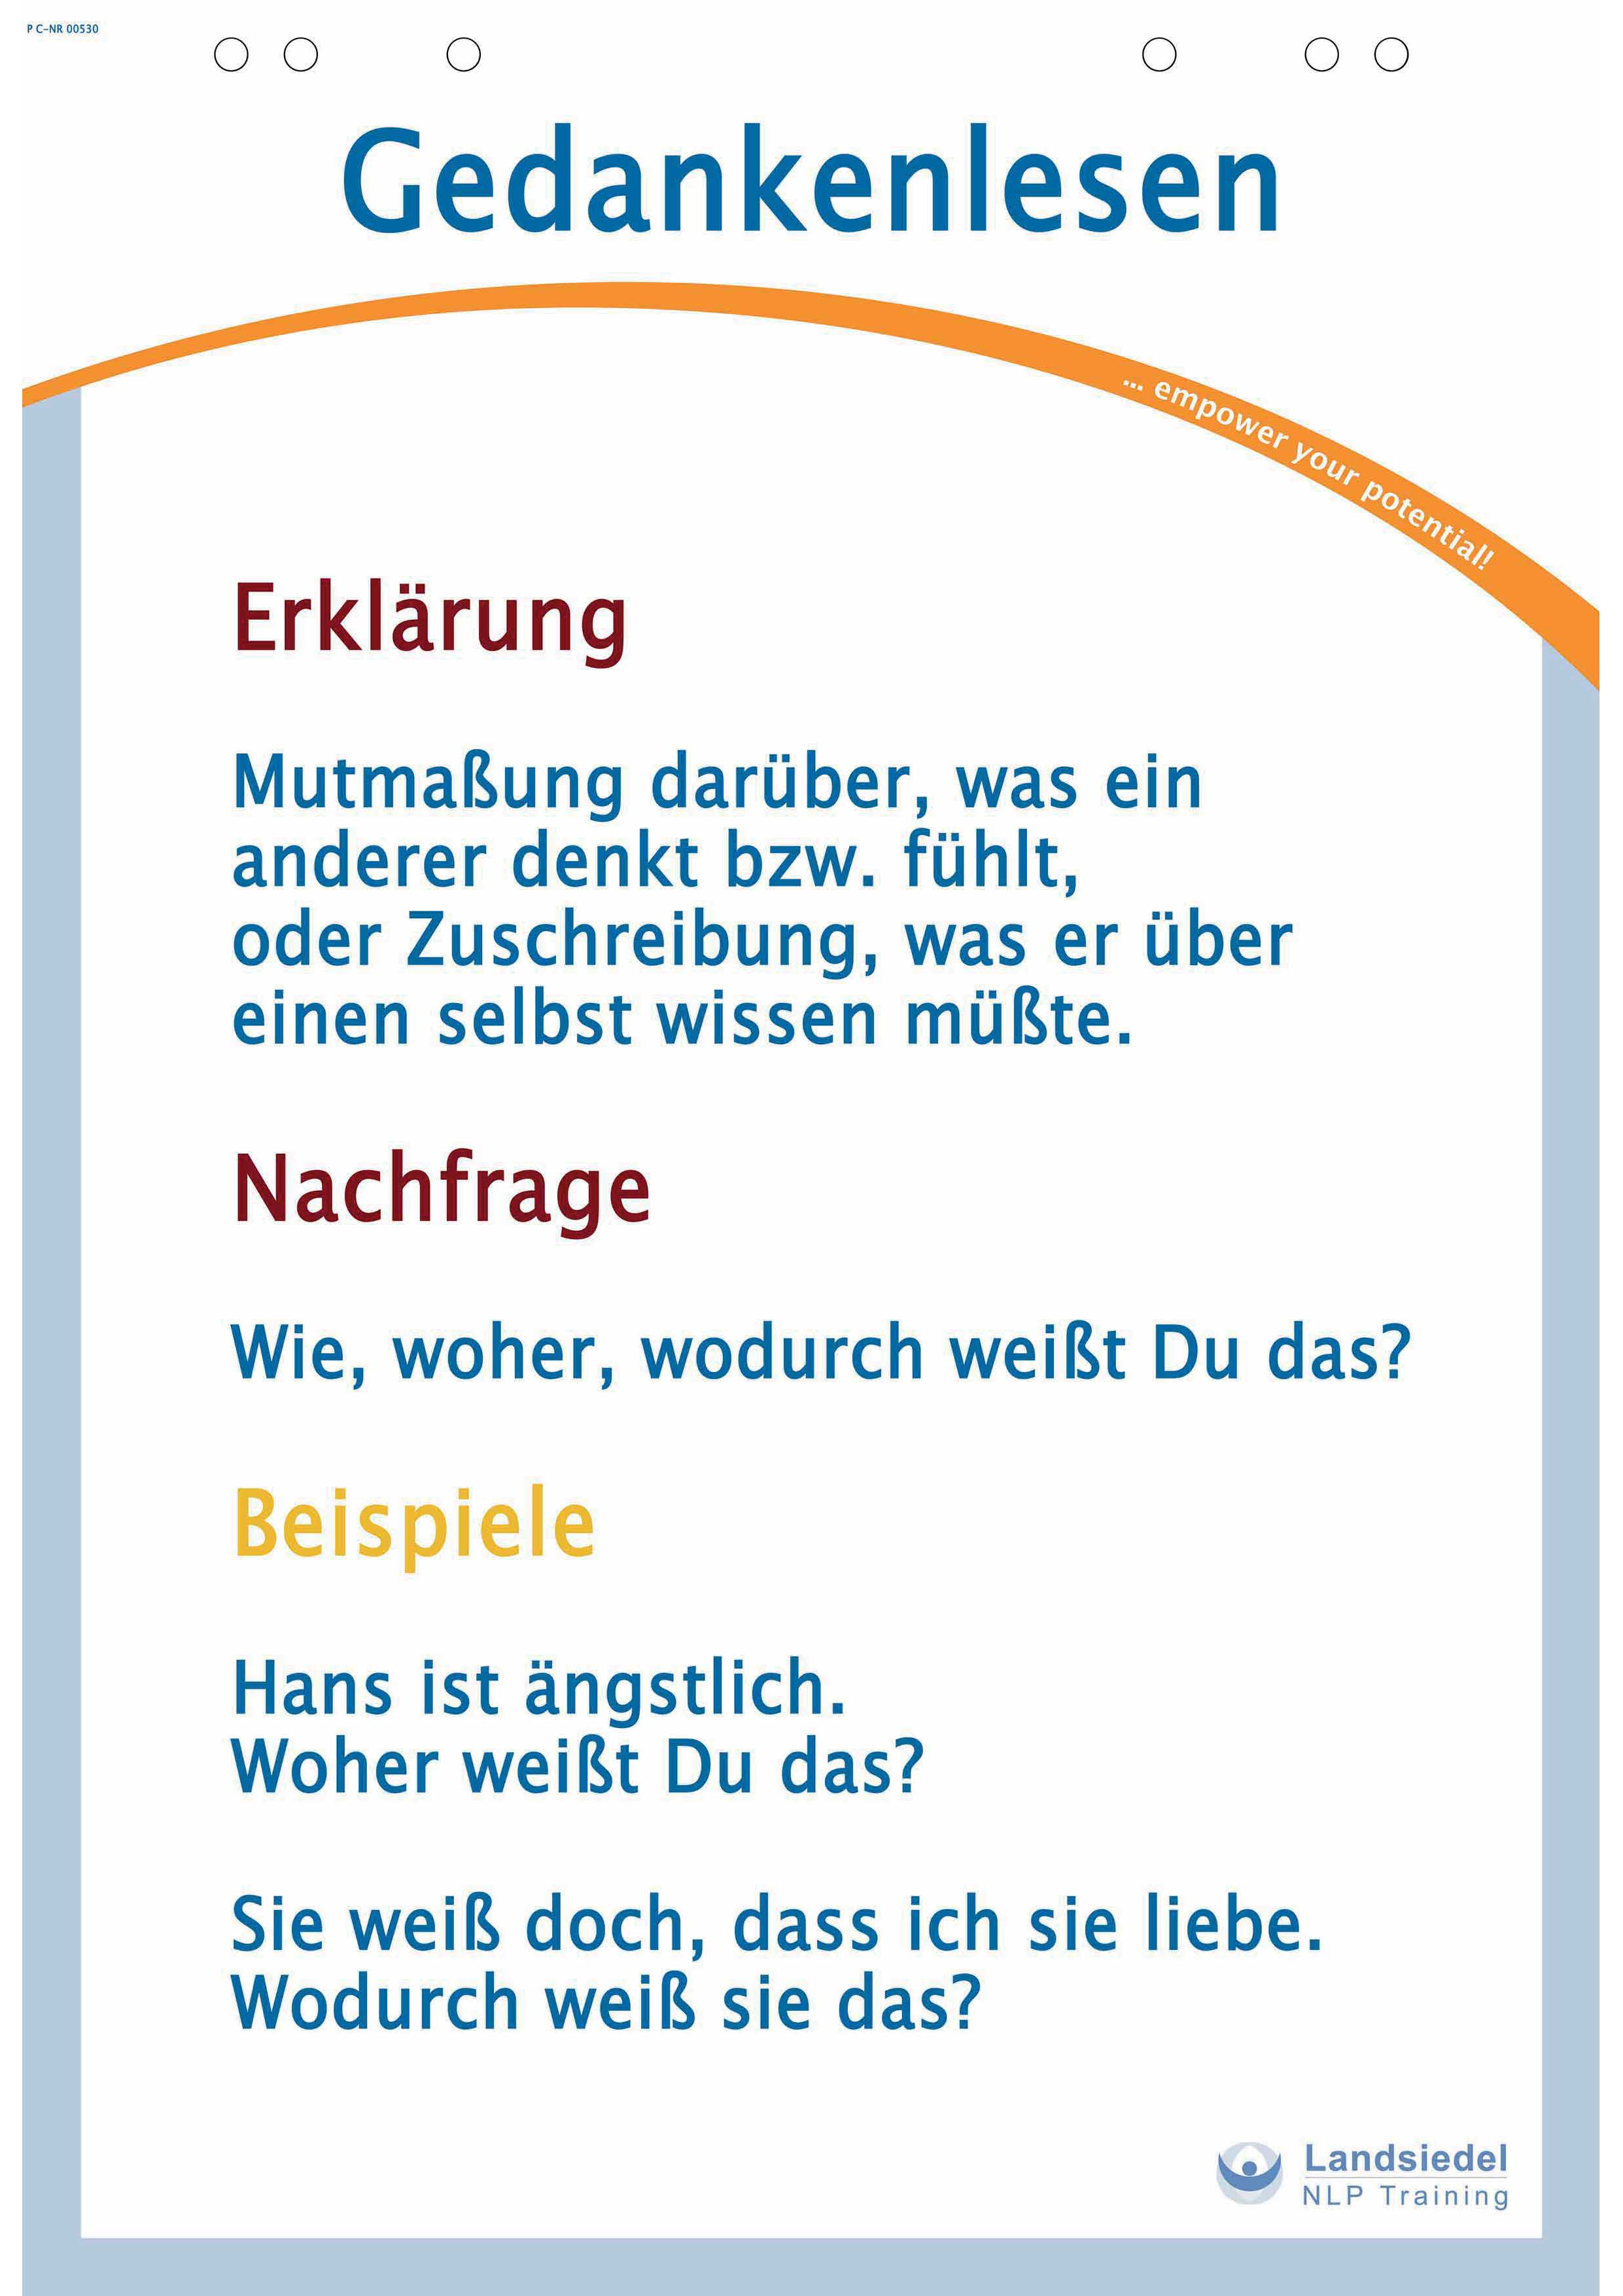 P C-NR 00530
Gedankenlesen
... empower your potential!
Erklärung
Mutmaßung darüber, was ein
anderer denkt bzw. fühlt,
oder Zuschreibung, was er über
einen selbst wissen müßte.
Nachfrage
Wie, woher, wodurch weißt Du das?
Beispiele
Hans ist ängstlich.
Woher weißt Du das?
Sie weiß doch, dass ich sie liebe.
Wodurch weiß sie das?
Landsiedel
NLP Training